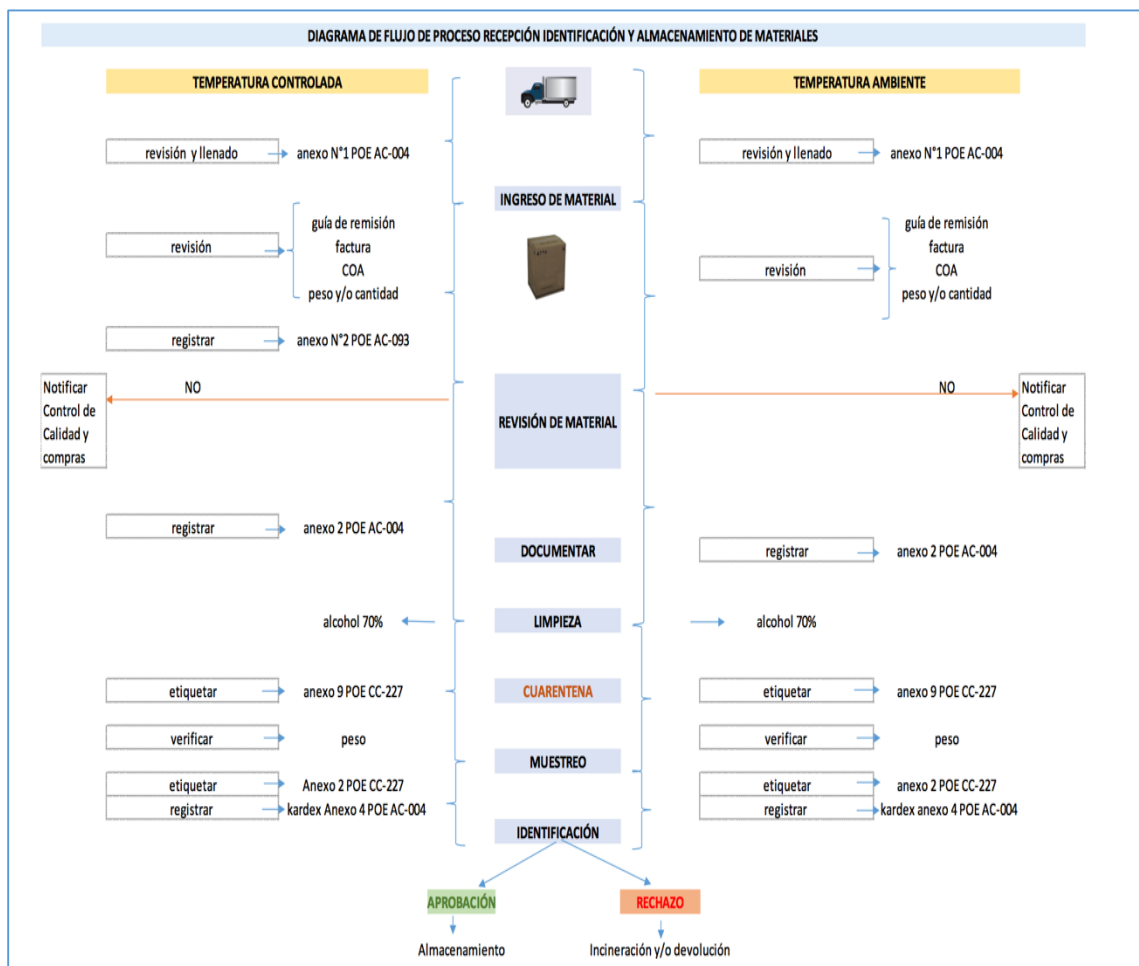 DIAGRAMA DE FLUJO DE PROCESO RECEPCIÓN IDENTIFICACIÓN Y ALMACENAMIENTO DE MATERIALES
TEMPERATURA CONTROLADA
TEMPERATURA AMBIENTE
revisión y llenado
anexo N°1 POE AC-004
revisión y llenado
anexo N°1 POE AC-004
INGRESO DE MATERIAL
revisión
guía de remisión
factura
COA
peso y/o cantidad
revisión
guía de remisión
factura
COA
peso y/o cantidad
registrar
anexo N°2 POE AC-093
Notificar
Control de
Calidad y
compras
NO
REVISIÓN DE MATERIAL
NO
Notificar
Control de
Calidad y
compras
registrar
anexo 2 POE AC-004
DOCUMENTAR
registrar
anexo 2 POE AC-004
alcohol 70%
LIMPIEZA
alcohol 70%
etiquetar
anexo 9 POE CC-227
CUARENTENA
etiquetar
anexo 9 POE CC-227
verificar
peso
verificar
peso
MUESTREO
etiquetar
Anexo 2 POE CC-227
etiquetar
anexo 2 POE CC-227
registrar
kardex Anexo 4 POE AC-004
registrar
kardex anexo 4 POE AC-004
IDENTIFICACIÓN
APROBACIÓN
RECHAZO
Almacenamiento
Incineración y/o devolución